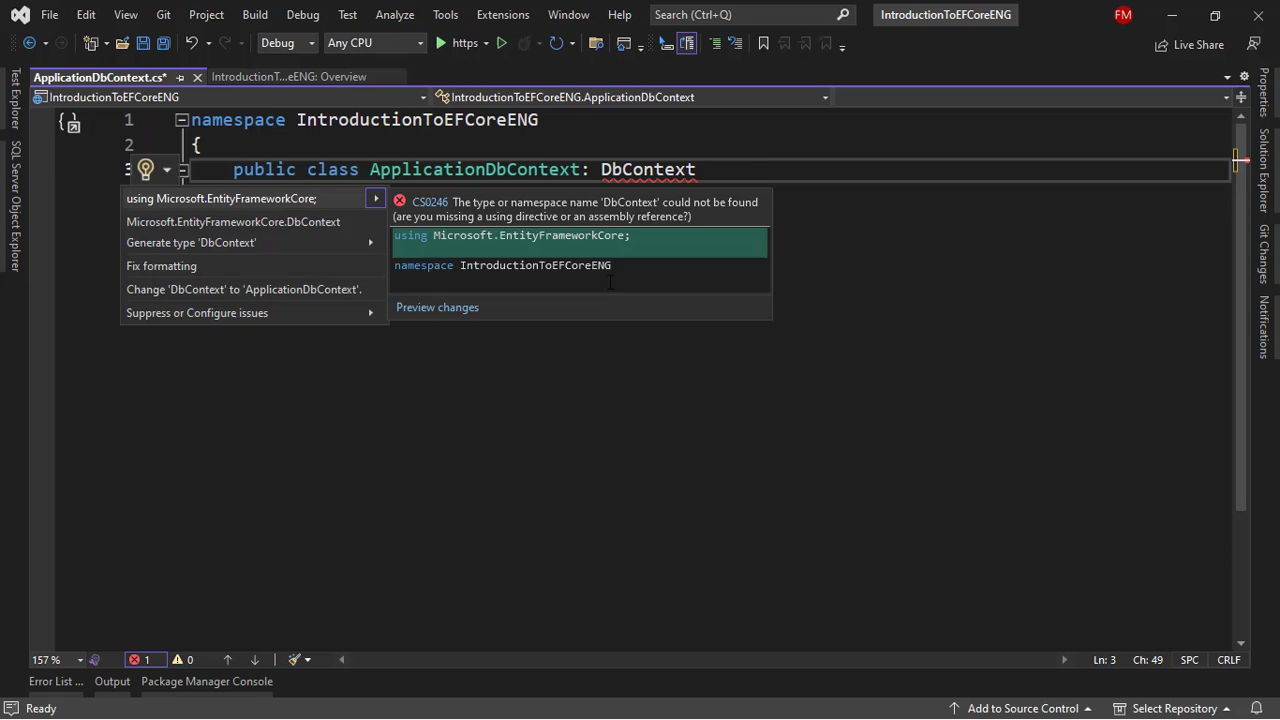 File Edit View Git Project Build Debug Test Analyze Tools Extensions Window Help Search (Ctrl+Q) IntroductionToEFCoreENG FM
Debug Any CPU https Live Share
ApplicationDbContext.cs* IntroductionT...eENG: Overview
IntroductionToEFCoreENG IntroductionToEFCoreENG.ApplicationDbContext
1 namespace IntroductionToEFCoreENG
2 {
3 public class ApplicationDbContext: DbContext
using Microsoft.EntityFrameworkCore;
Microsoft.EntityFrameworkCore.DbContext
Generate type 'DbContext'
Fix formatting
Change 'DbContext' to 'ApplicationDbContext'.
Suppress or Configure issues
CS0246 The type or namespace name 'DbContext' could not be found
(are you missing a using directive or an assembly reference?)
using Microsoft.EntityFrameworkCore;
namespace IntroductionToEFCoreENG
Preview changes
Test Explorer
SQL Server Object Explorer
Properties
Solution Explorer
Notifications
157 % 1 0 Ln: 3 Ch: 49 SPC CRLF
Error List ... Output Package Manager Console
Ready Add to Source Control Select Repository